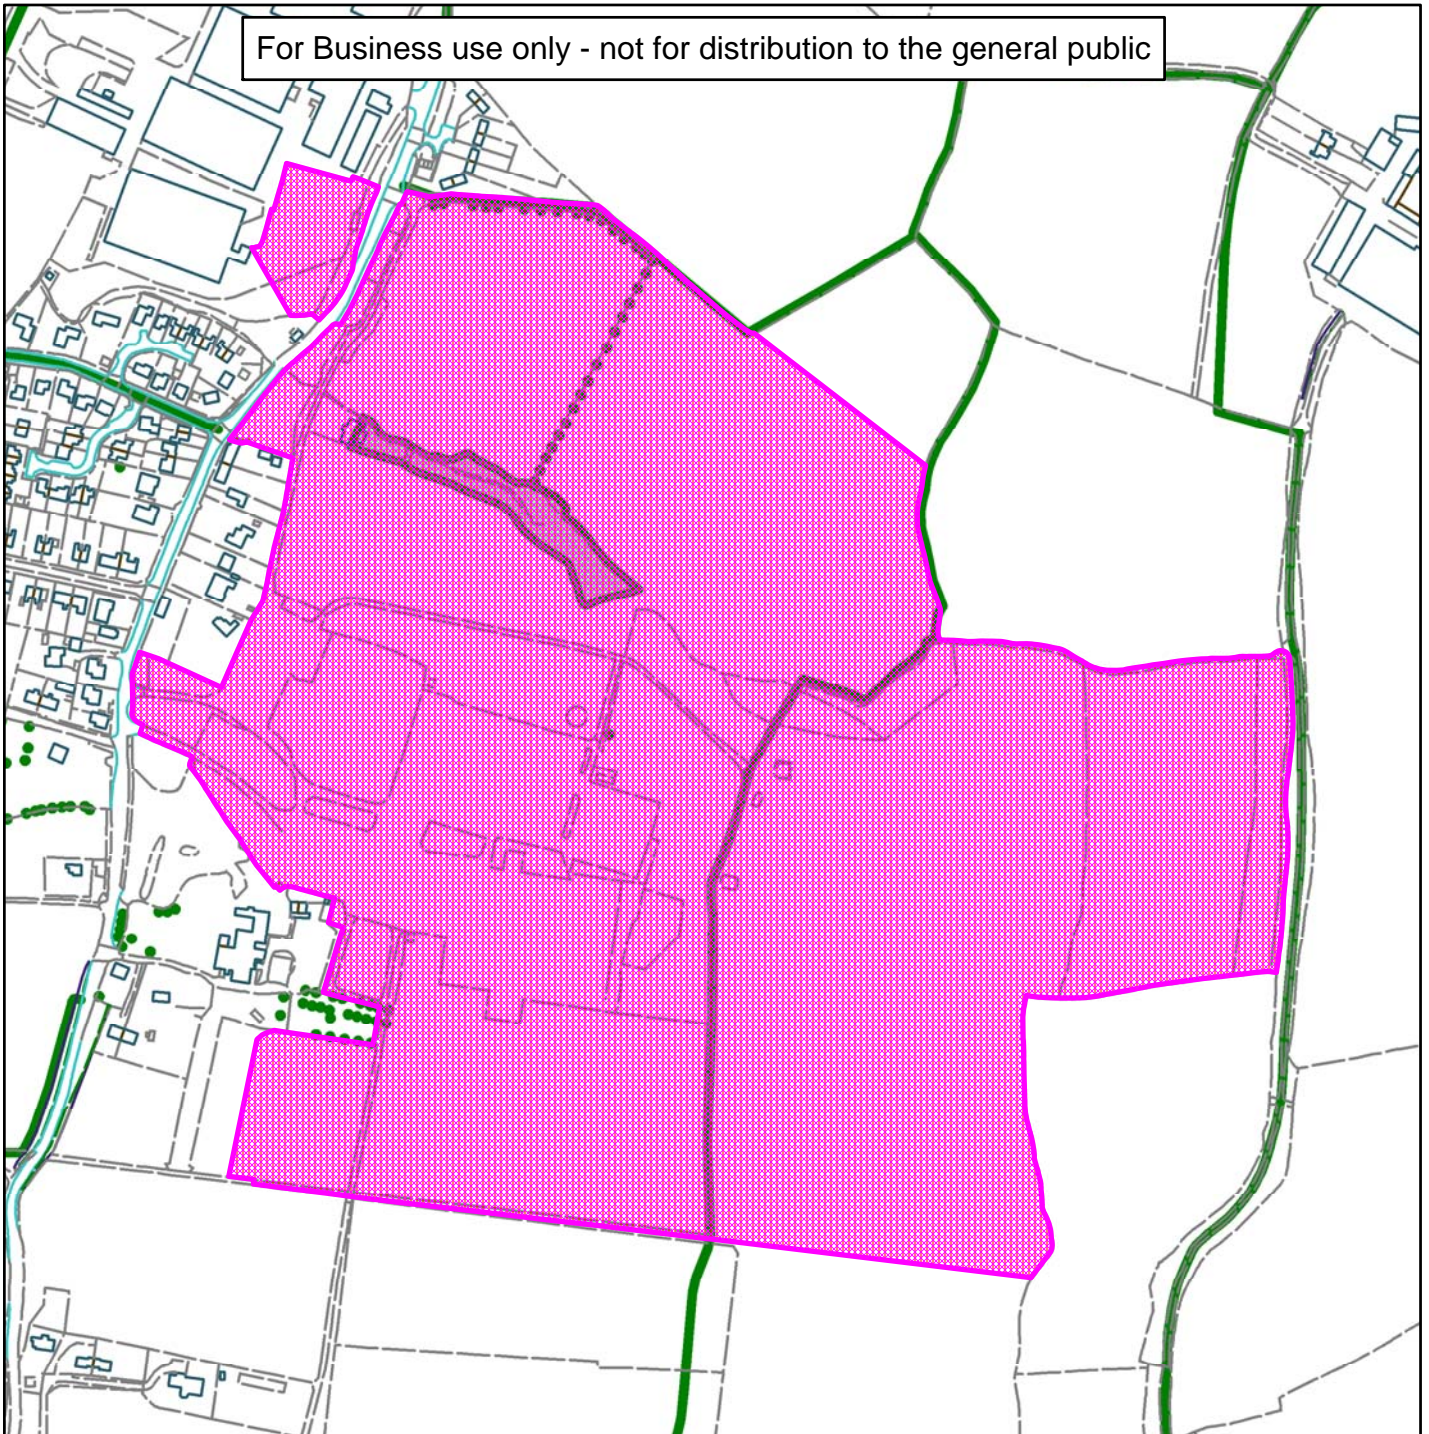 For Business use only - not for distribution to the general public